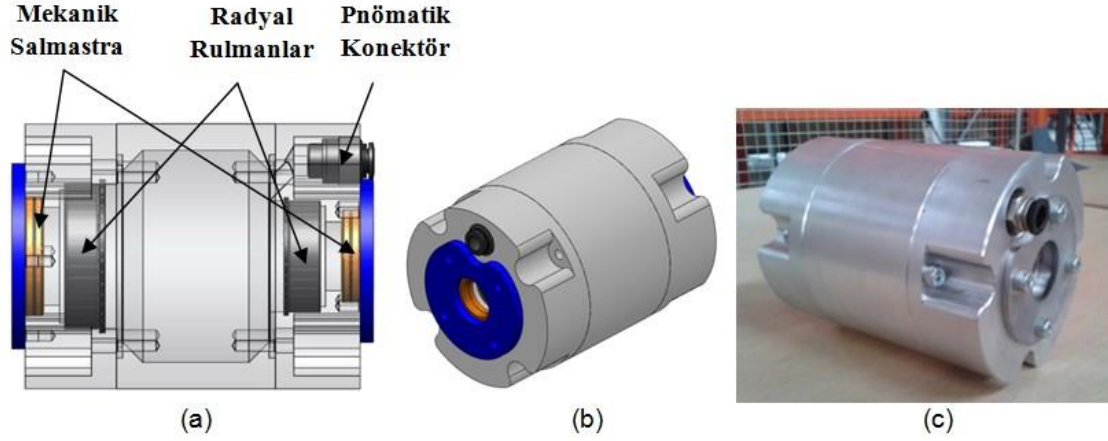 Mekanik
Salmastra
Radyal
Rulmanlar
Pnömatik
Konektör
(a)
(b)
(c)